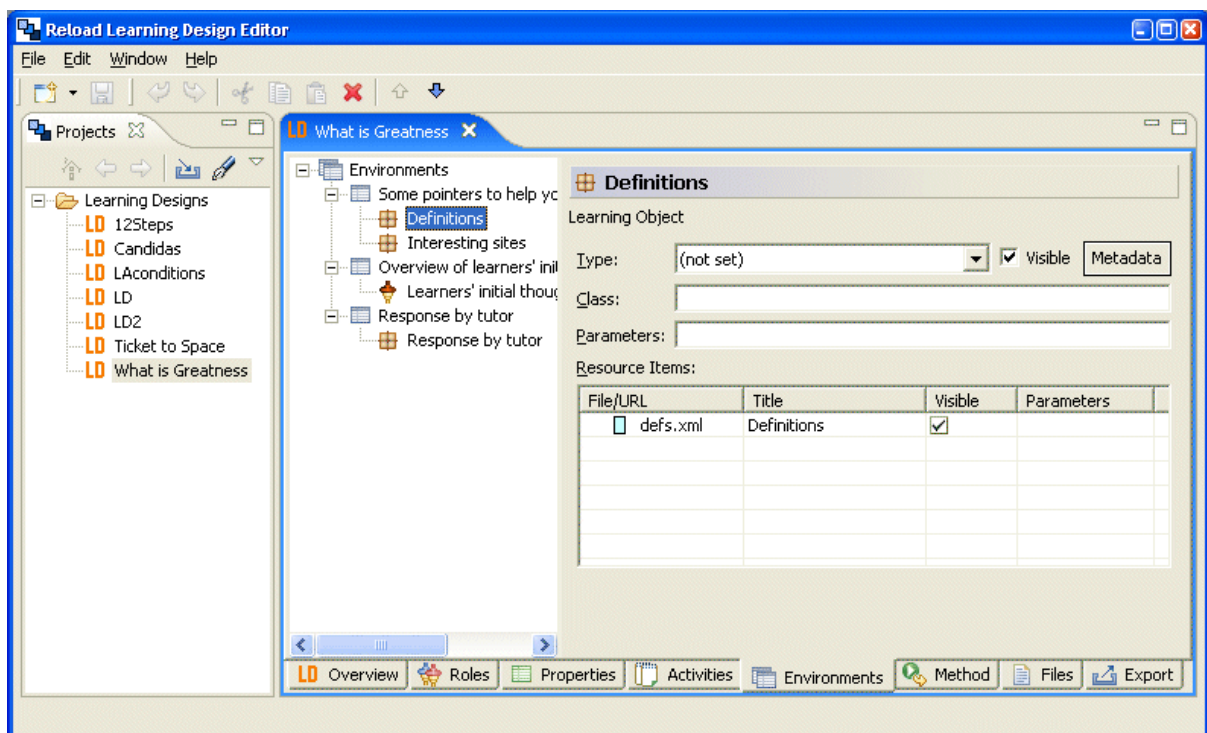 Reload Learning Design Editor
File Edit Window Help
Projects
Learning Designs
LD 12Steps
LD Candidas
LD LAconditions
LD LD
LD LD2
LD Ticket to Space
LD What is Greatness
LD What is Greatness
Environments
Some pointers to help yo
Definitions
Interesting sites
Overview of learners' init
Learners' initial thoug
Response by tutor
Response by tutor
Definitions
Learning Object
Type: (not set) Visible Metadata
Class:
Parameters:
Resource Items:
File/URL Title Visible Parameters
defs.xml Definitions
LD Overview Roles Properties Activities Environments Method Files Export